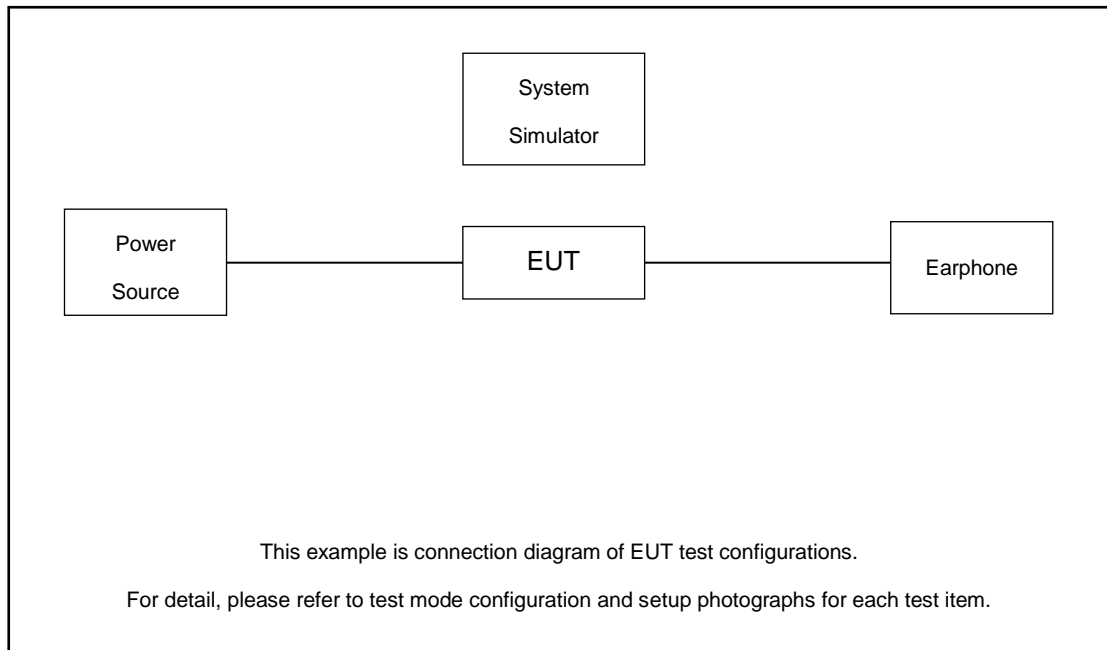 System
Simulator
Power
Source
EUT
Earphone
This example is connection diagram of EUT test configurations.
For detail, please refer to test mode configuration and setup photographs for each test item.